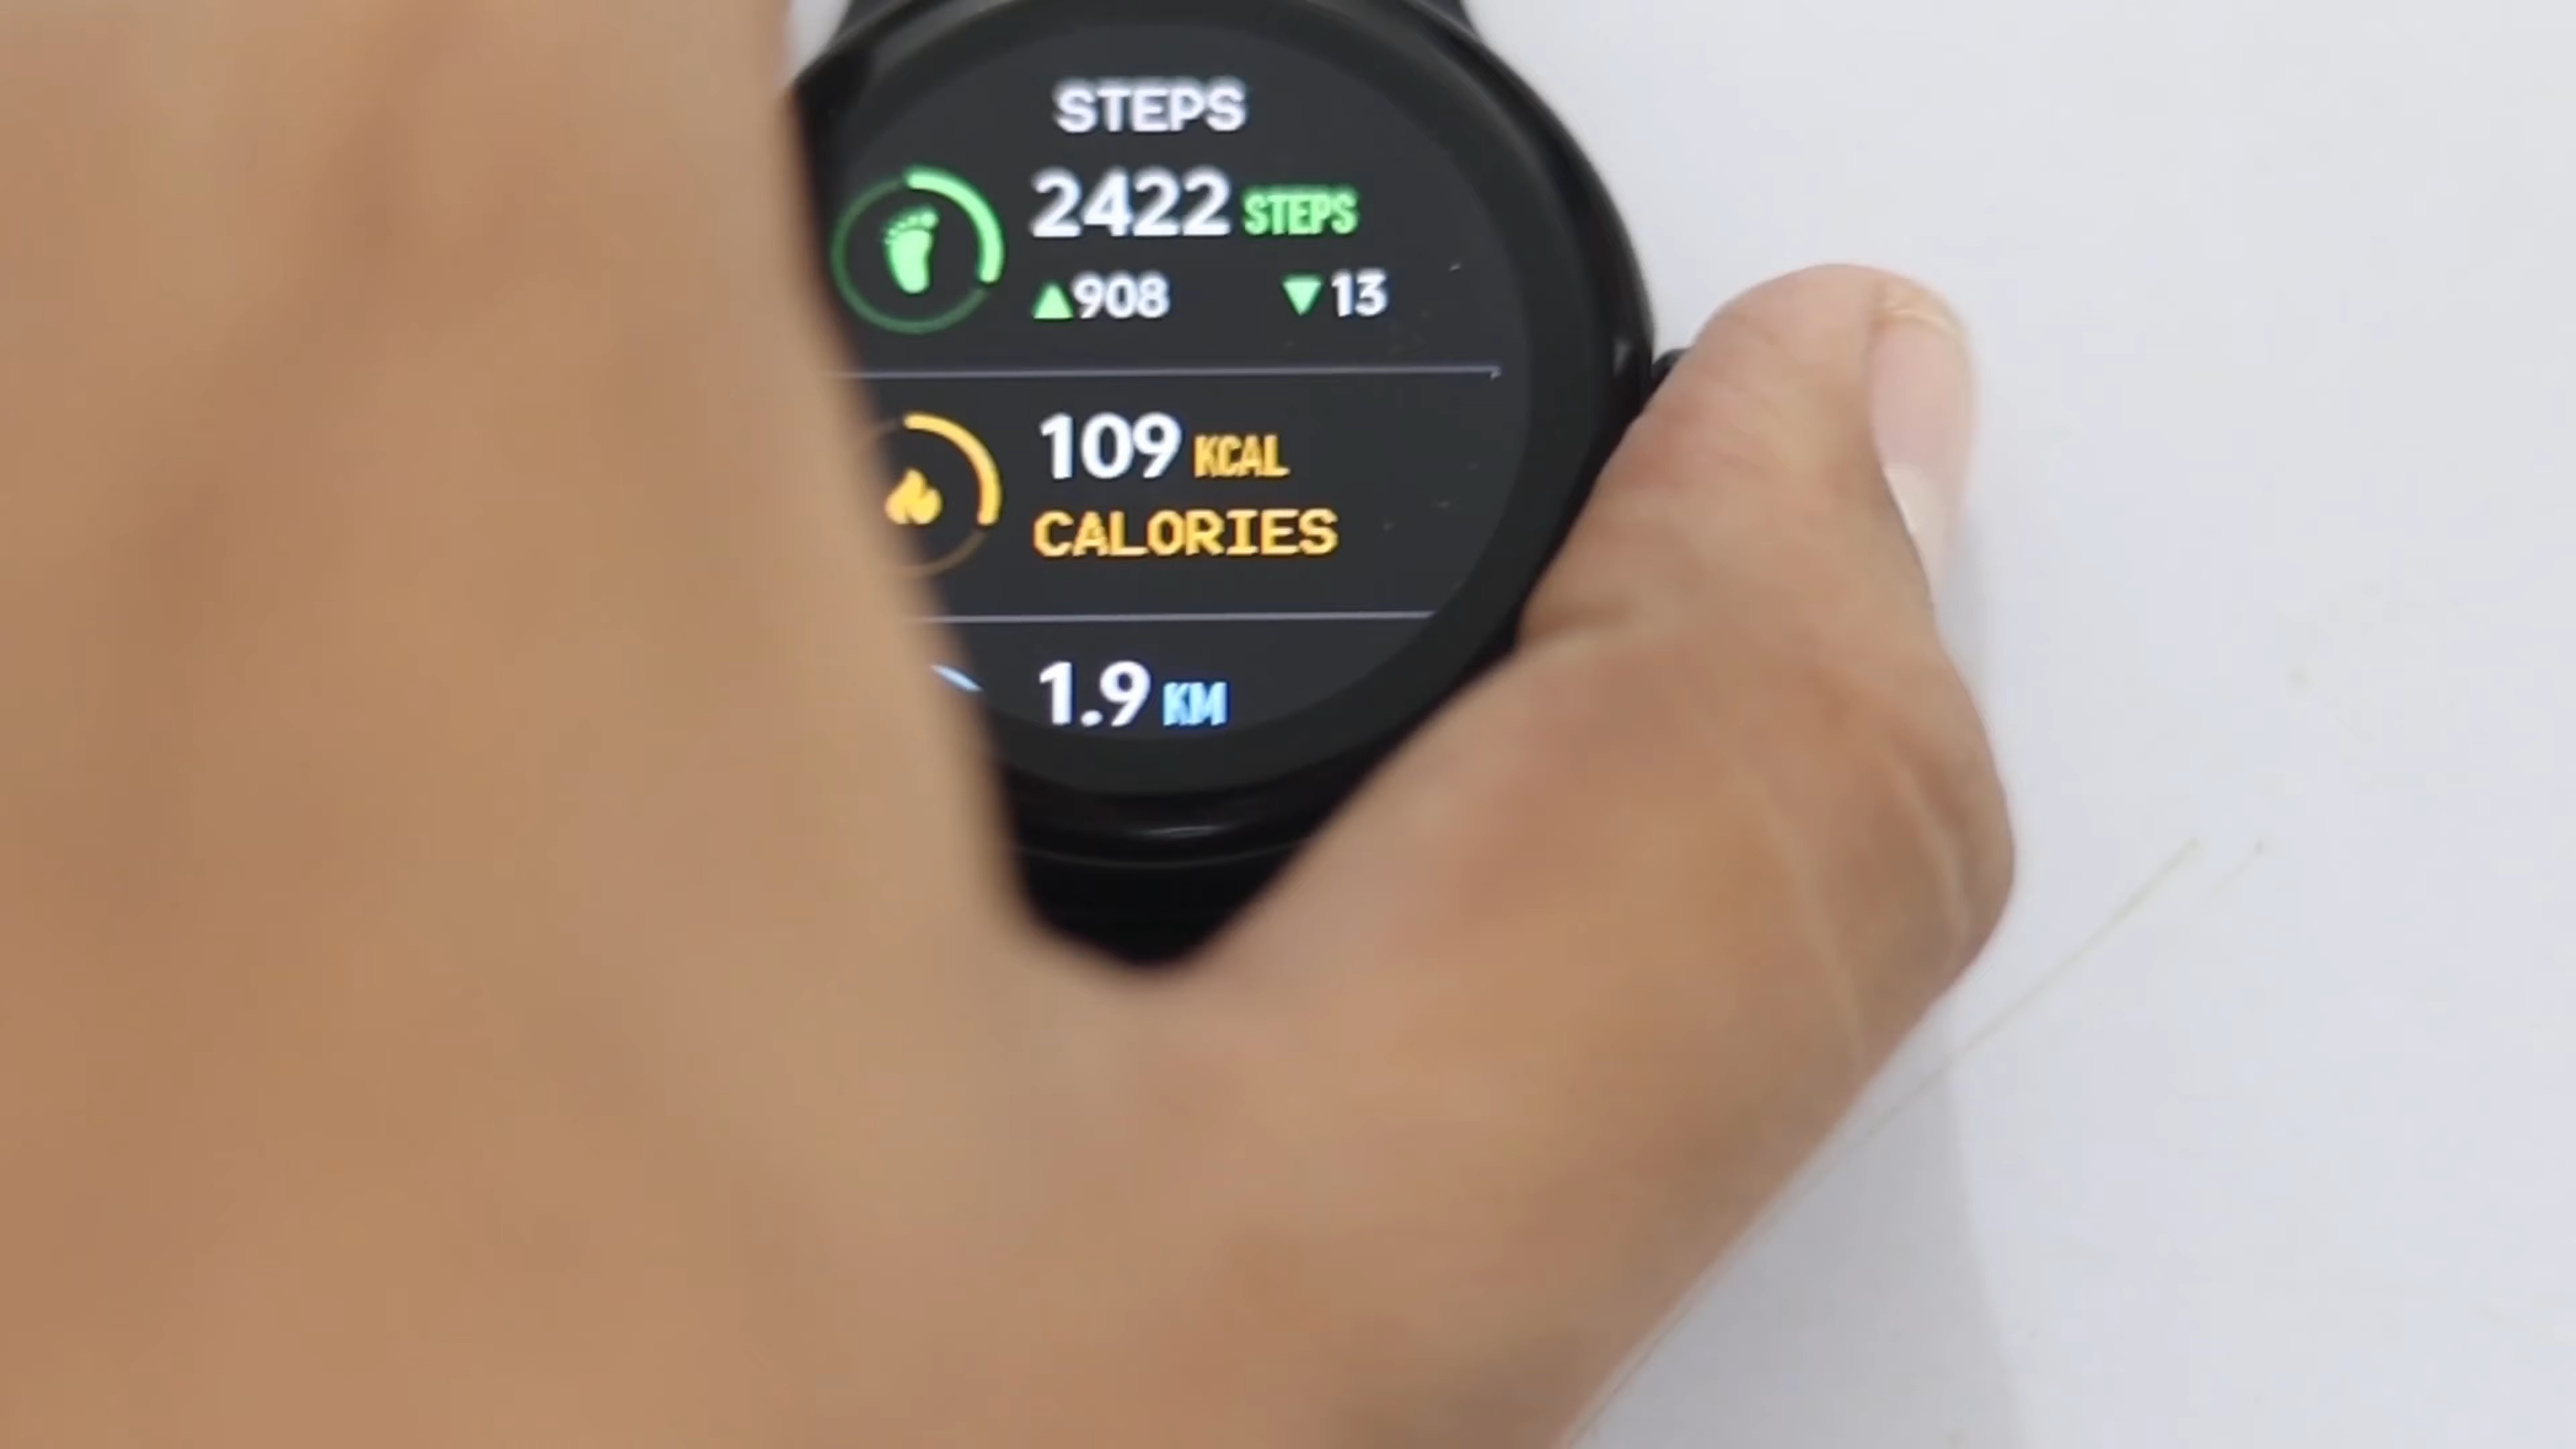 STEPS
2422 STEPS
▲908 ▼13
109 KCAL
CALORIES
1.9 KM